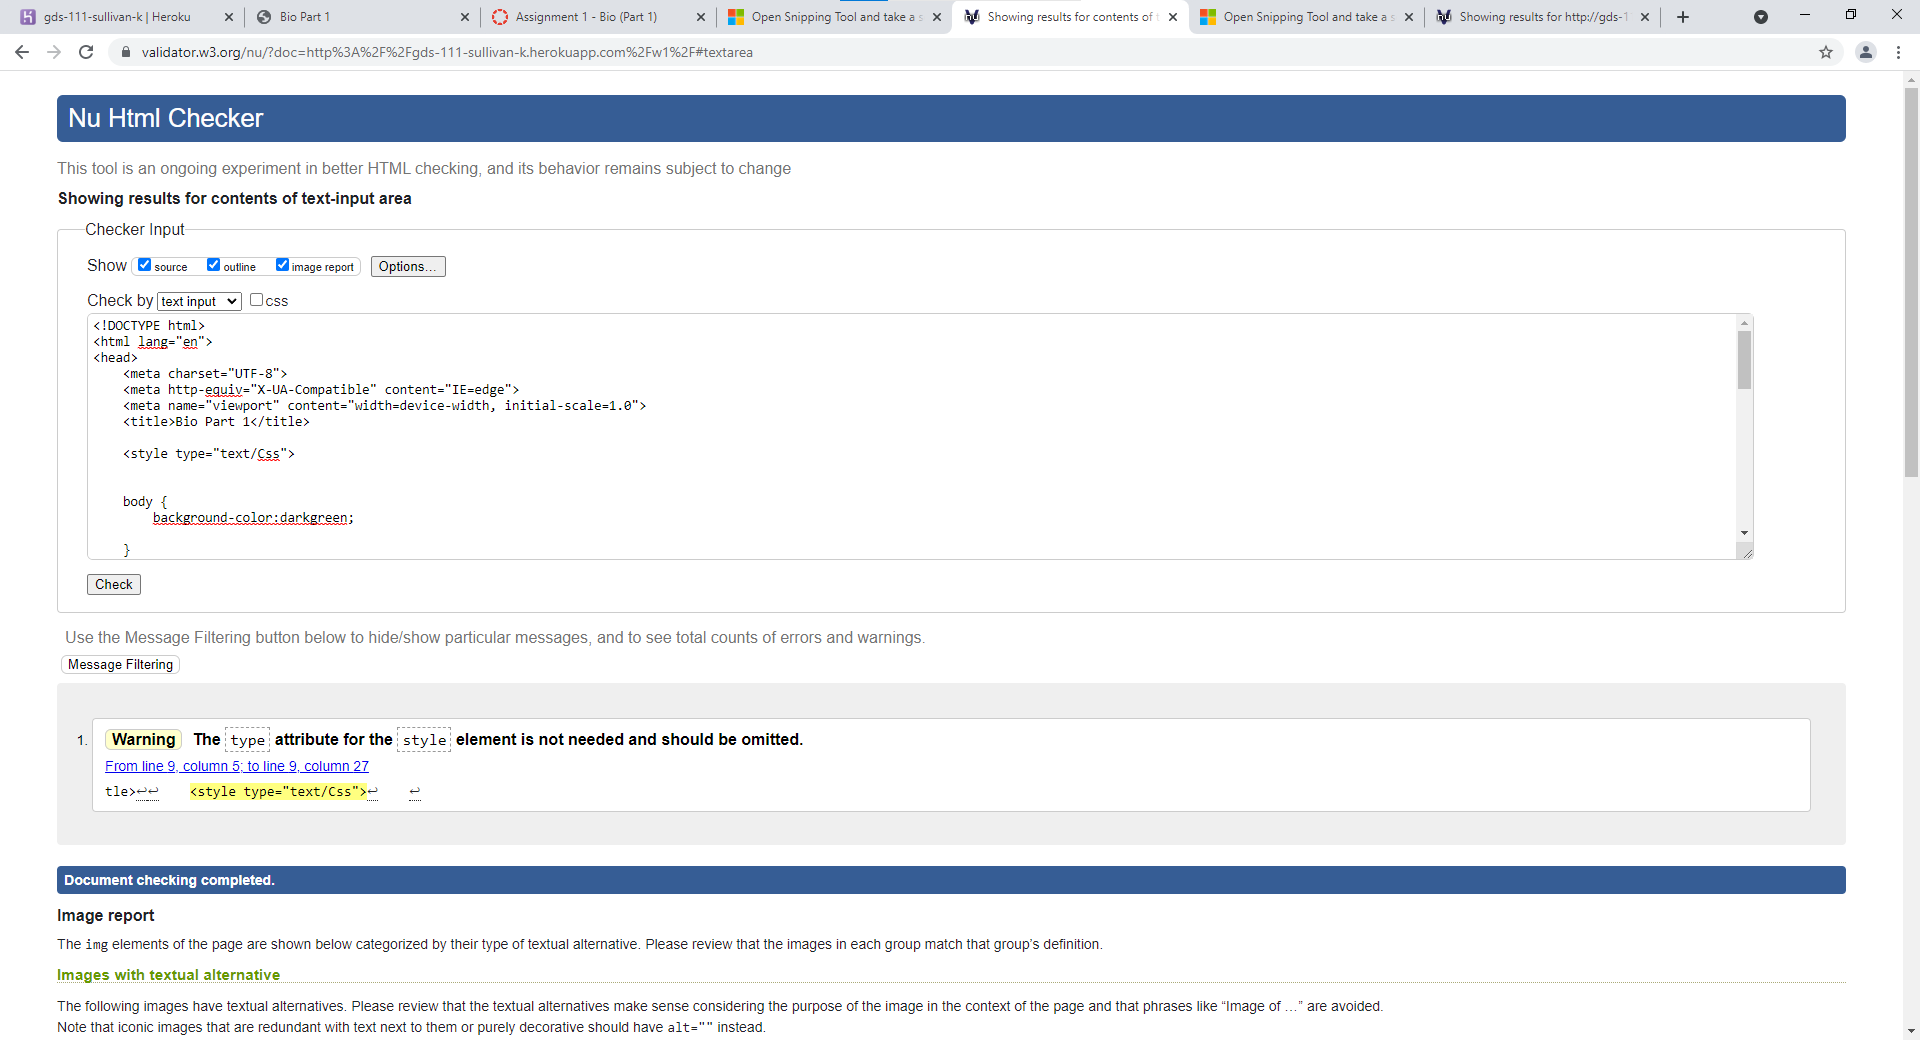 gds-111-sullivan-k | Heroku
Bio Part 1
Assignment 1 - Bio (Part 1)
Open Snipping Tool and take a s
Showing results for contents of t
Open Snipping Tool and take a s
Showing results for http://gds-1
validator.w3.org/nu/?doc=http%3A%2F%2Fgds-111-sullivan-k.herokuapp.com%2Fw1%2F#textarea
Nu Html Checker
This tool is an ongoing experiment in better HTML checking, and its behavior remains subject to change
Showing results for contents of text-input area
Checker Input
Show source outline image report Options...
Check by text input css
<!DOCTYPE html>
<html lang="en">
<head>
<meta charset="UTF-8">
<meta http-equiv="X-UA-Compatible" content="IE=edge">
<meta name="viewport" content="width=device-width, initial-scale=1.0">
<title>Bio Part 1</title>
<style type="text/Css">
body {
background-color:darkgreen;
}
Check
Use the Message Filtering button below to hide/show particular messages, and to see total counts of errors and warnings.
Message Filtering
1. Warning The type attribute for the style element is not needed and should be omitted.
From line 9, column 5; to line 9, column 27
tle>↩↩ <style type="text/Css">↩ ↩
Document checking completed.
Image report
The img elements of the page are shown below categorized by their type of textual alternative. Please review that the images in each group match that group’s definition.
Images with textual alternative
The following images have textual alternatives. Please review that the textual alternatives make sense considering the purpose of the image in the context of the page and that phrases like “Image of …” are avoided.
Note that iconic images that are redundant with text next to them or purely decorative should have alt="" instead.